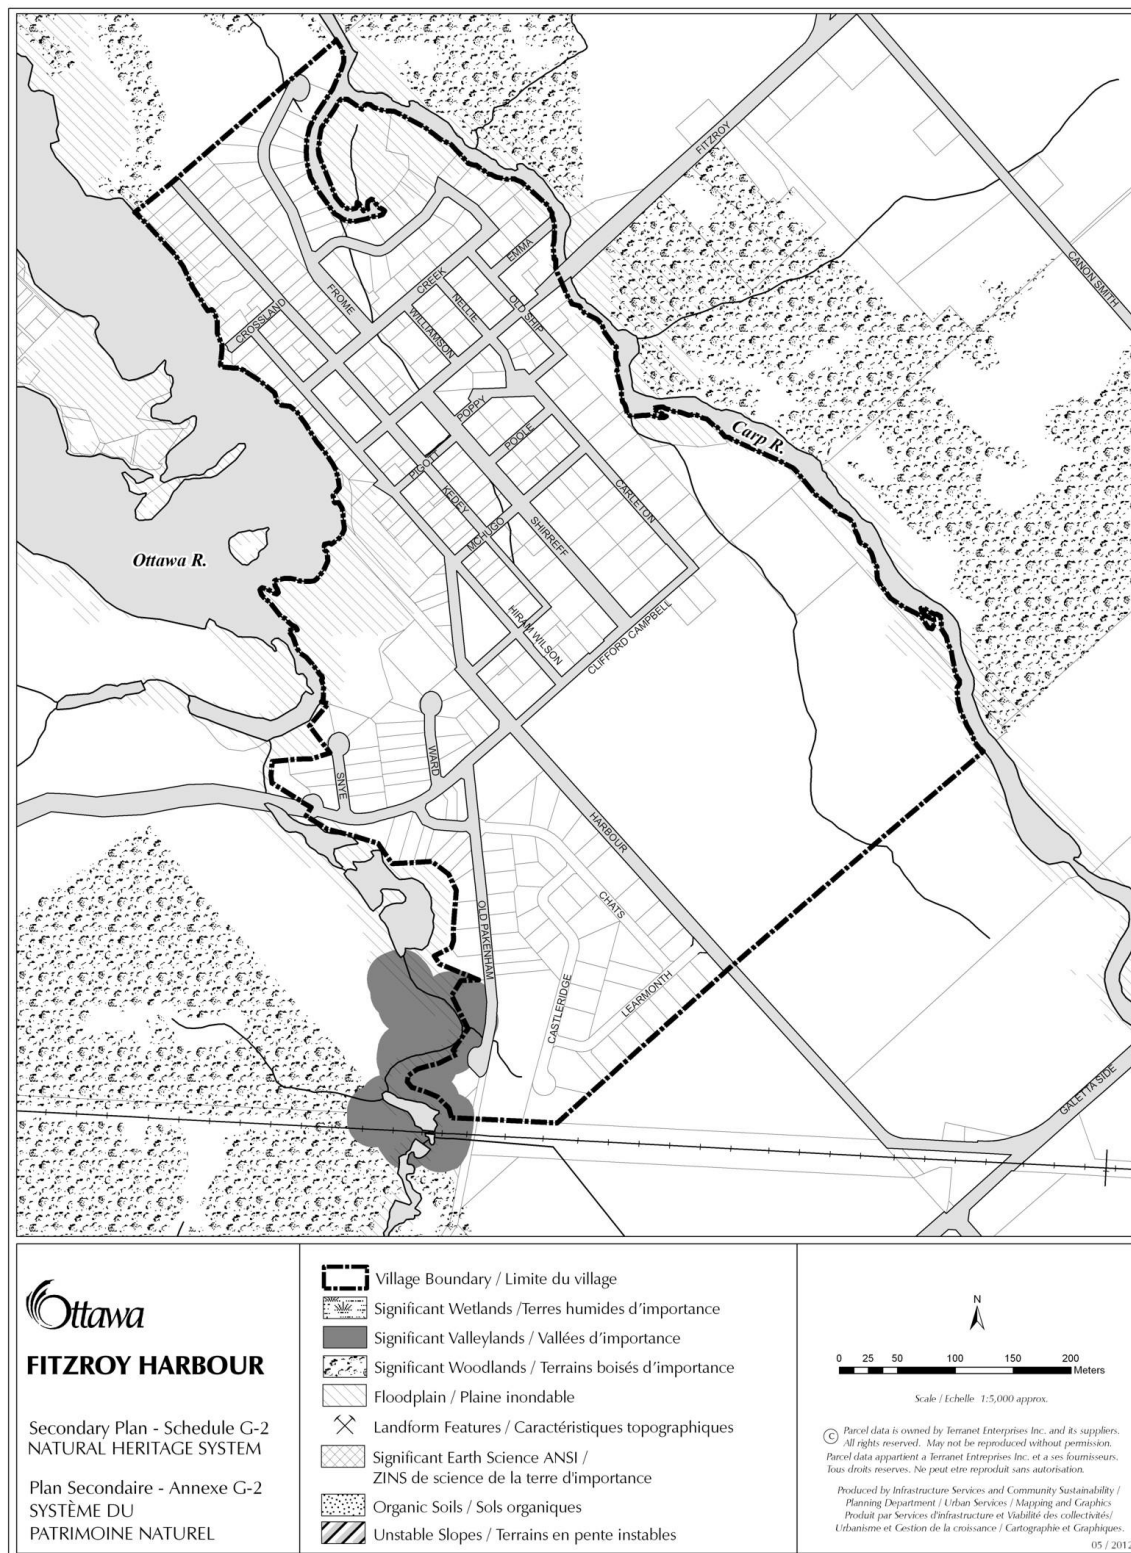 FITZROY
CANON SMITH
EMMA
CREEK
OLD SHIP
NELLIE
FROME
CROSSLAND
WILLIAMSON
POPPY
Carp R.
POOLE
PIGOTT
CARLETON
KEDEY
MCHUGO
SHIRREFF
Ottawa R.
HIRAM WILSON
CLIFFORD CAMPBELL
WARD
SNYE
HARBOUR
CHATS
OLD PAKENHAM
LEARMONTH
CASTLERIDGE
GALETTA SIDE
Ottawa
FITZROY HARBOUR
Secondary Plan - Schedule G-2
NATURAL HERITAGE SYSTEM
Plan Secondaire - Annexe G-2
SYSTÈME DU
PATRIMOINE NATUREL
Village Boundary / Limite du village
Significant Wetlands /Terres humides d'importance
Significant Valleylands / Vallées d'importance
Significant Woodlands / Terrains boisés d'importance
Floodplain / Plaine inondable
Landform Features / Caractéristiques topographiques
Significant Earth Science ANSI /
ZINS de science de la terre d'importance
Organic Soils / Sols organiques
Unstable Slopes / Terrains en pente instables
N
0 25 50 100 150 200
Meters
Scale / Echelle 1:5,000 approx.
© Parcel data is owned by Terranet Enterprises Inc. and its suppliers.
All rights reserved. May not be reproduced without permission.
Parcel data appartient a Terranet Entreprises Inc. et a ses fournisseurs.
Tous droits reserves. Ne peut etre reproduit sans autorisation.
Produced by Infrastructure Services and Community Sustainability /
Planning Department / Urban Services / Mapping and Graphics
Produit par Services d'infrastructure et Viabilité des collectivités/
Urbanisme et Gestion de la croissance / Cartographie et Graphiques.
05 / 2012